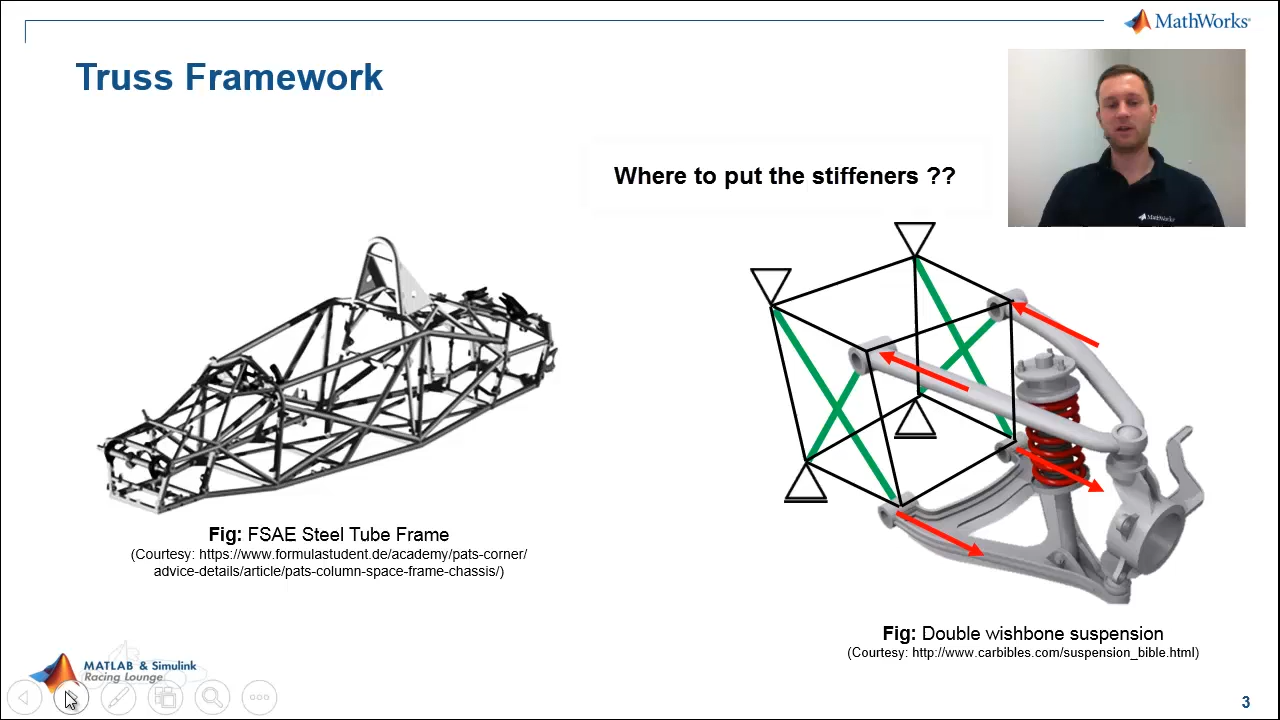 MathWorks®
Truss Framework
Where to put the stiffeners ??
MathWorks
Fig: FSAE Steel Tube Frame
(Courtesy: https://www.formulastudent.de/academy/pats-corner/
advice-details/article/pats-column-space-frame-chassis/)
Fig: Double wishbone suspension
(Courtesy: http://www.carbibles.com/suspension_bible.html)
MATLAB & Simulink
Racing Lounge
3